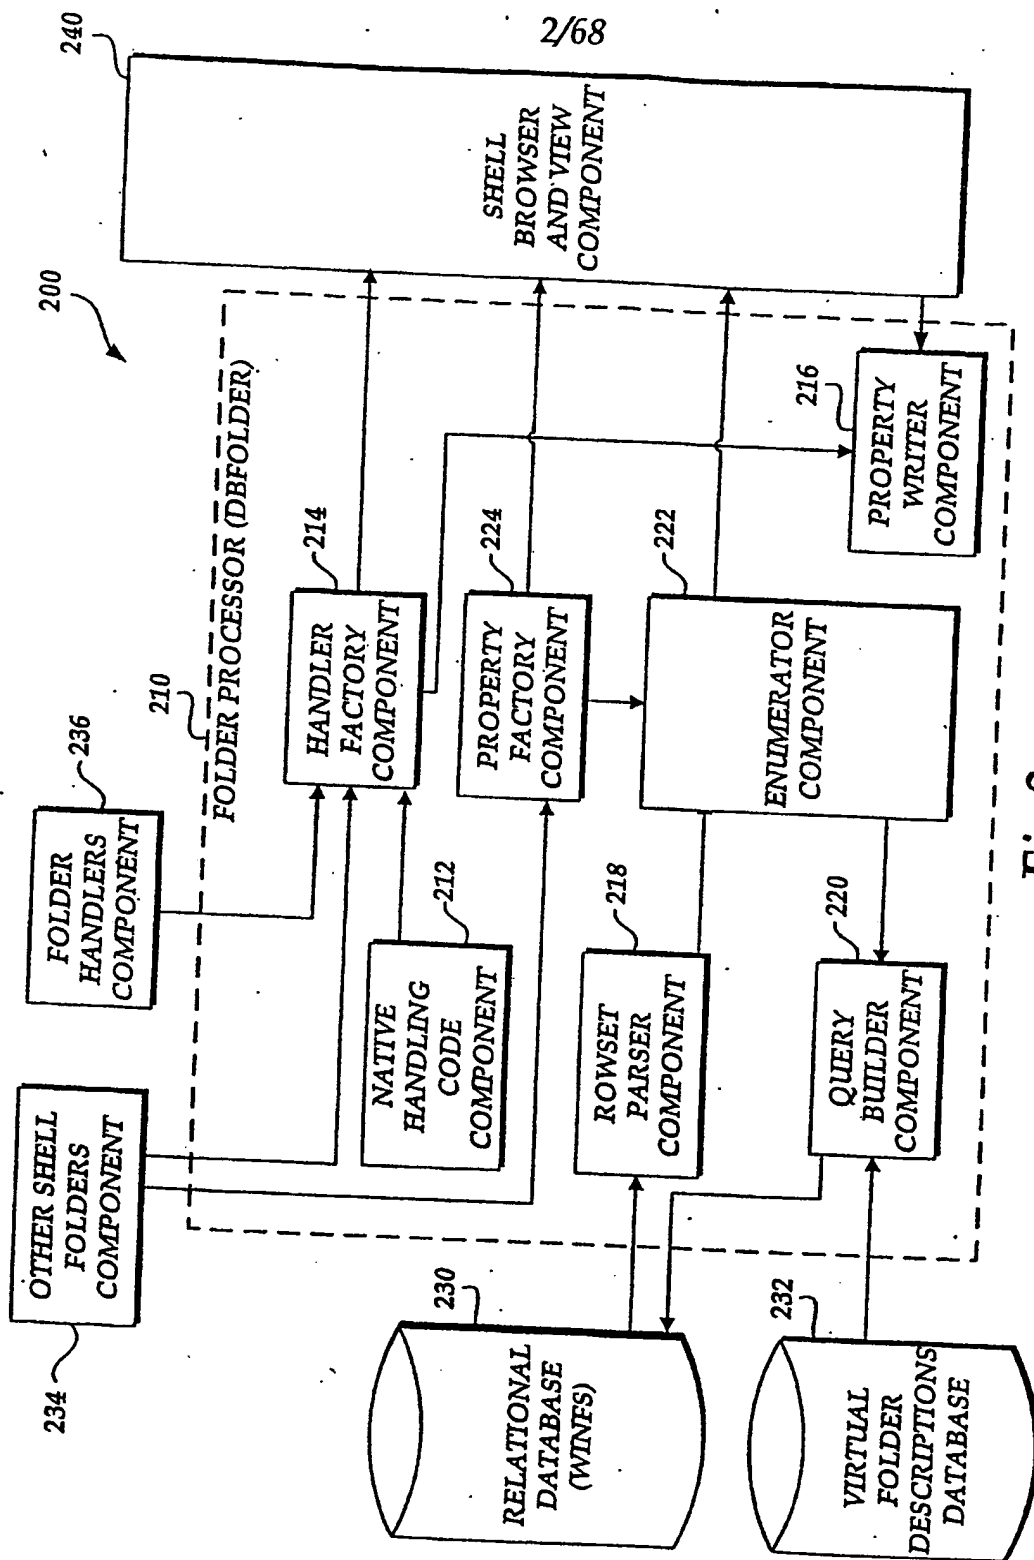 2/68
240
SHELL
BROWSER
AND VIEW
COMPONENT
200
210
FOLDER PROCESSOR (DBFOLDER)
236
FOLDER
HANDLERS
COMPONENT
OTHER SHELL
FOLDERS
COMPONENT
234
214
HANDLER
FACTORY
COMPONENT
224
PROPERTY
FACTORY
COMPONENT
222
ENUMERATOR
COMPONENT
216
PROPERTY
WRITER
COMPONENT
212
NATIVE
HANDLING
CODE
COMPONENT
218
ROWSET
PARSER
COMPONENT
220
QUERY
BUILDER
COMPONENT
230
RELATIONAL
DATABASE
(WINFS)
232
VIRTUAL
FOLDER
DESCRIPTIONS
DATABASE